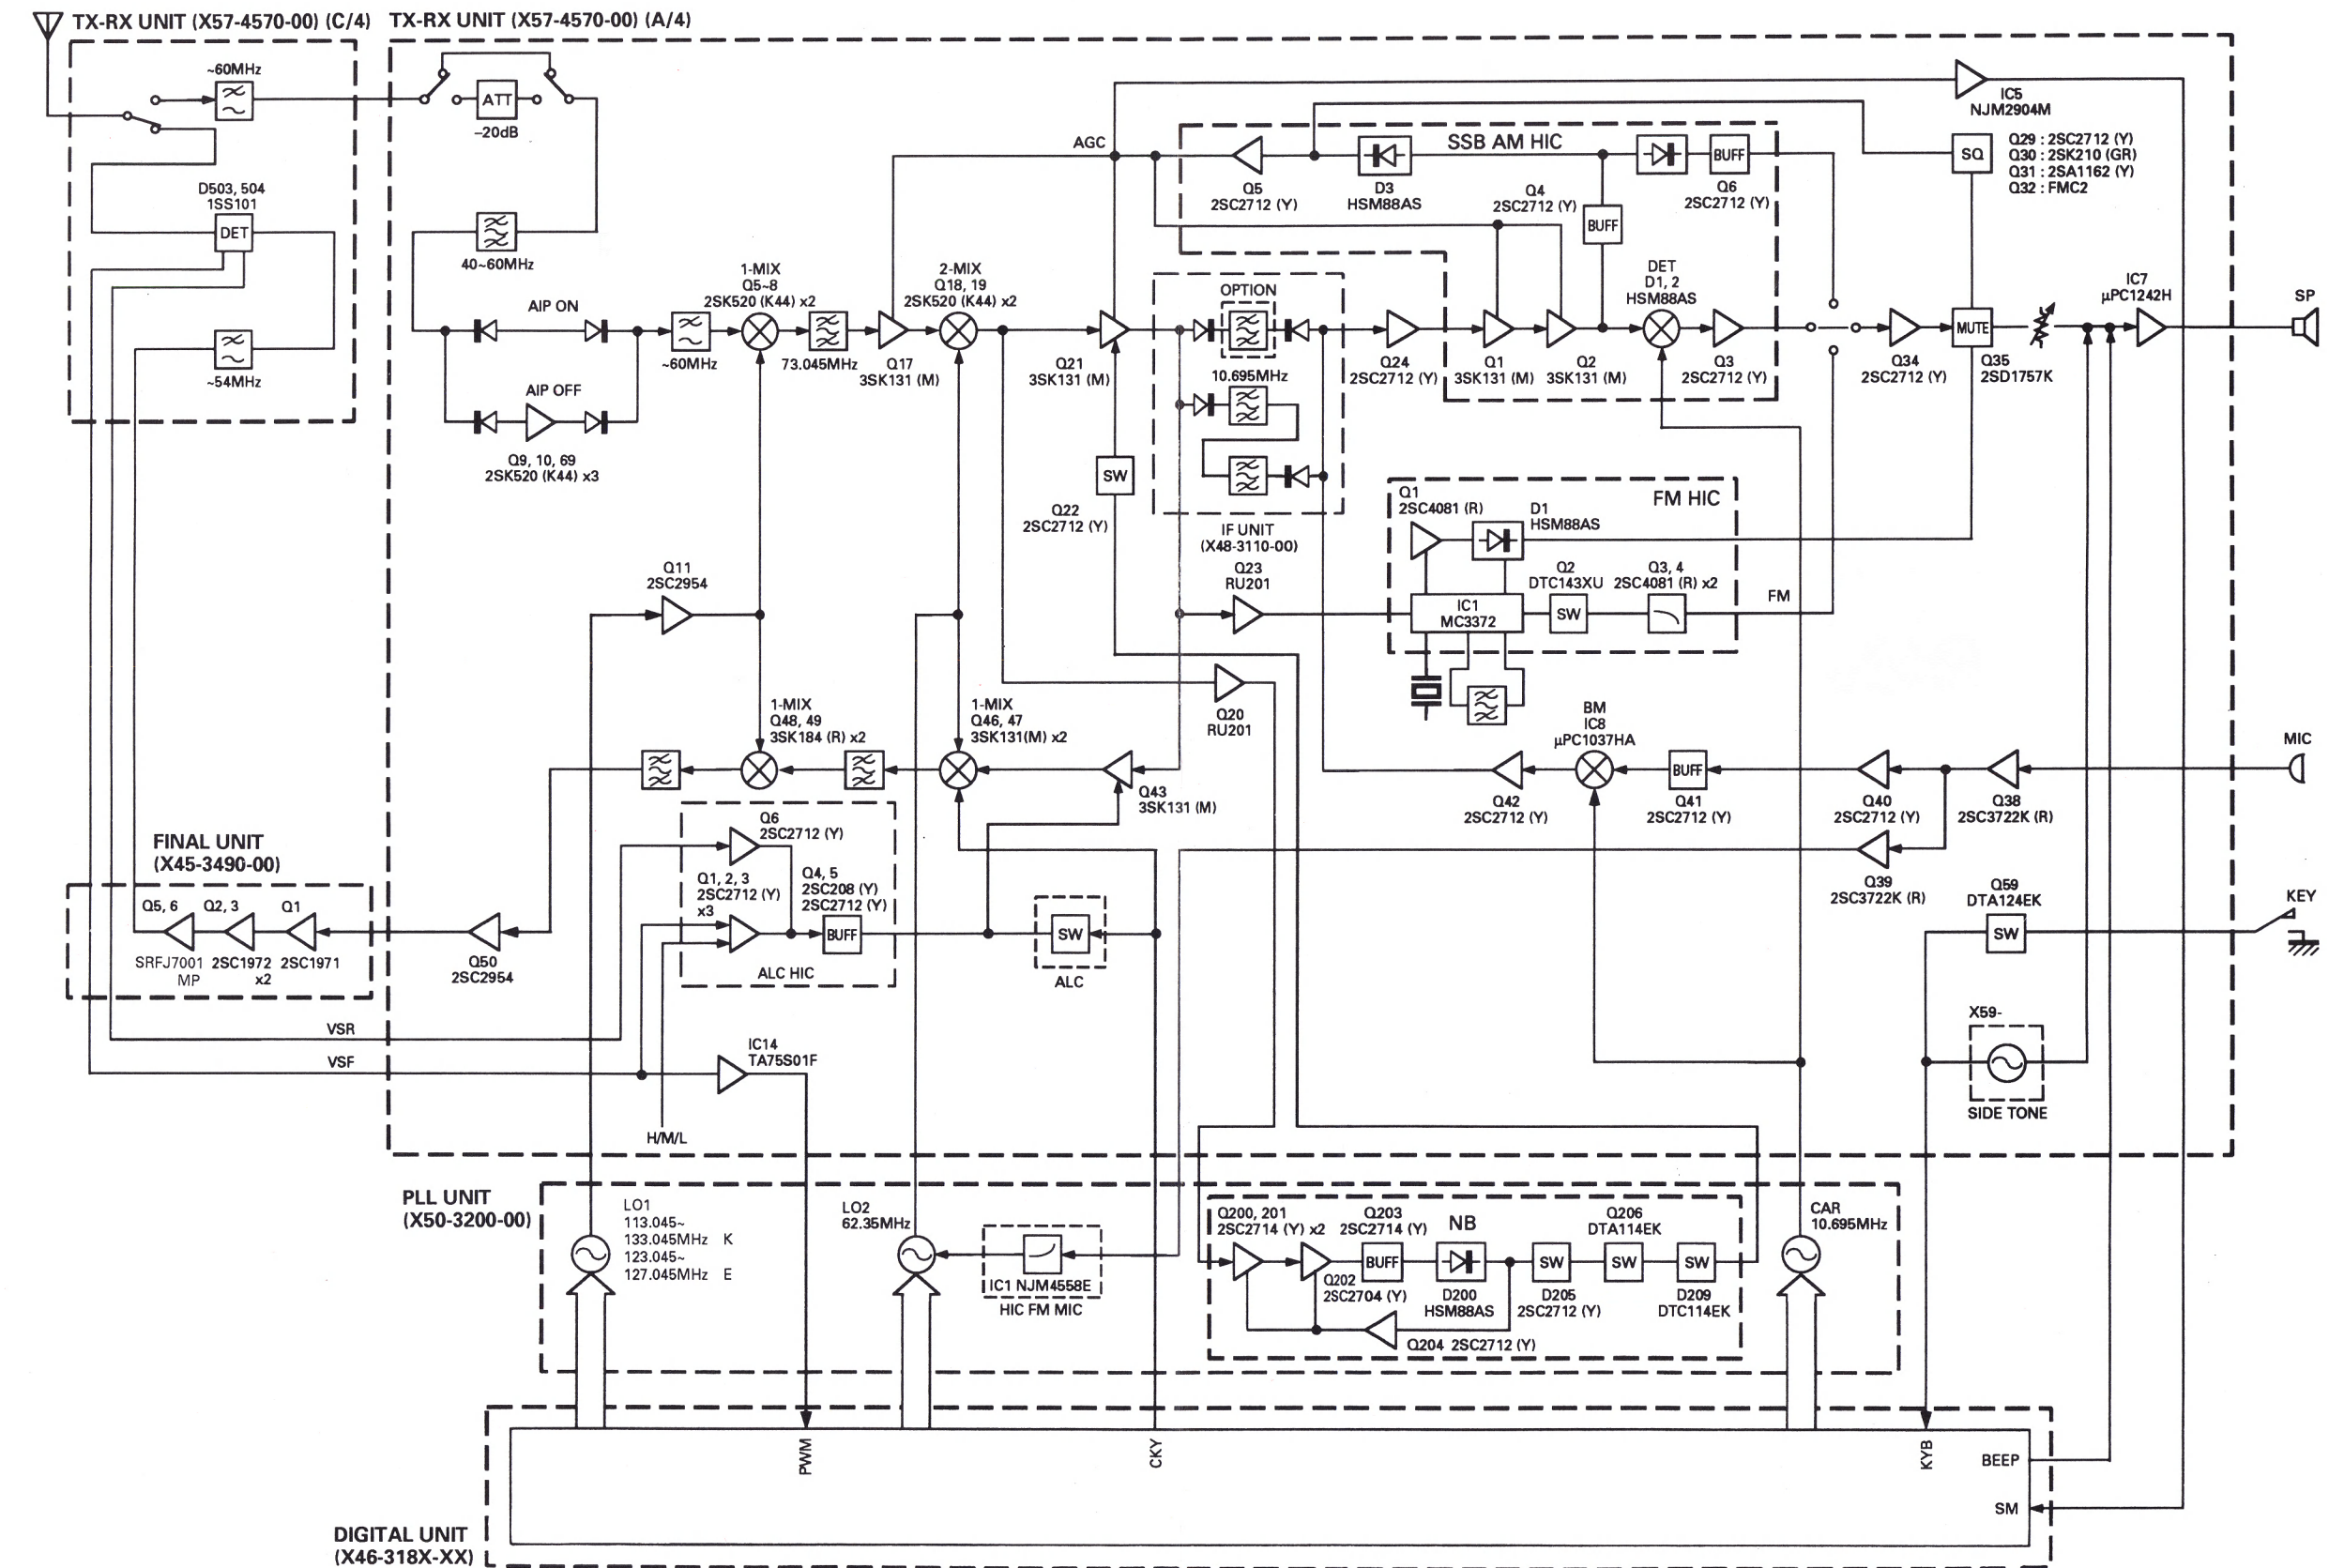 TX-RX UNIT (X57-4570-00) (C/4)
TX-RX UNIT (X57-4570-00) (A/4)
~60MHz
ATT
–20dB
IC5
NJM2904M
AGC
SSB AM HIC
BUFF
SQ
Q29 : 2SC2712 (Y)
Q30 : 2SK210 (GR)
Q31 : 2SA1162 (Y)
Q32 : FMC2
D503, 504
1SS101
DET
Q5
2SC2712 (Y)
D3
HSM88AS
Q4
2SC2712 (Y)
Q6
2SC2712 (Y)
BUFF
40~60MHz
1-MIX
Q5~8
2SK520 (K44) x2
2-MIX
Q18, 19
2SK520 (K44) x2
DET
D1, 2
HSM88AS
IC7
µPC1242H
SP
AIP ON
OPTION
MUTE
~54MHz
~60MHz
73.045MHz
Q17
3SK131 (M)
Q21
3SK131 (M)
10.695MHz
Q24
2SC2712 (Y)
Q1
3SK131 (M)
Q2
3SK131 (M)
Q3
2SC2712 (Y)
Q34
2SC2712 (Y)
Q35
2SD1757K
AIP OFF
Q9, 10, 69
2SK520 (K44) x3
SW
Q22
2SC2712 (Y)
IF UNIT
(X48-3110-00)
Q1
2SC4081 (R)
D1
HSM88AS
FM HIC
Q11
2SC2954
Q23
RU201
Q2
DTC143XU
Q3, 4
2SC4081 (R) x2
IC1
MC3372
SW
FM
1-MIX
Q48, 49
3SK184 (R) x2
1-MIX
Q46, 47
3SK131(M) x2
Q20
RU201
BM
IC8
µPC1037HA
MIC
BUFF
Q43
3SK131 (M)
Q42
2SC2712 (Y)
Q41
2SC2712 (Y)
Q40
2SC2712 (Y)
Q38
2SC3722K (R)
Q6
2SC2712 (Y)
FINAL UNIT
(X45-3490-00)
Q1, 2, 3
2SC2712 (Y)
x3
Q4, 5
2SC208 (Y)
2SC2712 (Y)
Q39
2SC3722K (R)
Q59
DTA124EK
KEY
Q5, 6
Q2, 3
Q1
BUFF
SW
SW
SRFJ7001
MP
2SC1972
x2
2SC1971
Q50
2SC2954
ALC HIC
ALC
X59-
VSR
VSF
IC14
TA75S01F
SIDE TONE
H/M/L
PLL UNIT
(X50-3200-00)
LO1
113.045~
133.045MHz K
123.045~
127.045MHz E
LO2
62.35MHz
Q200, 201
2SC2714 (Y) x2
Q203
2SC2714 (Y)
NB
Q206
DTA114EK
CAR
10.695MHz
BUFF
SW
SW
SW
IC1 NJM4558E
HIC FM MIC
Q202
2SC2704 (Y)
D200
HSM88AS
D205
2SC2712 (Y)
D209
DTC114EK
Q204 2SC2712 (Y)
PWM
CKY
KYB
BEEP
SM
DIGITAL UNIT
(X46-318X-XX)